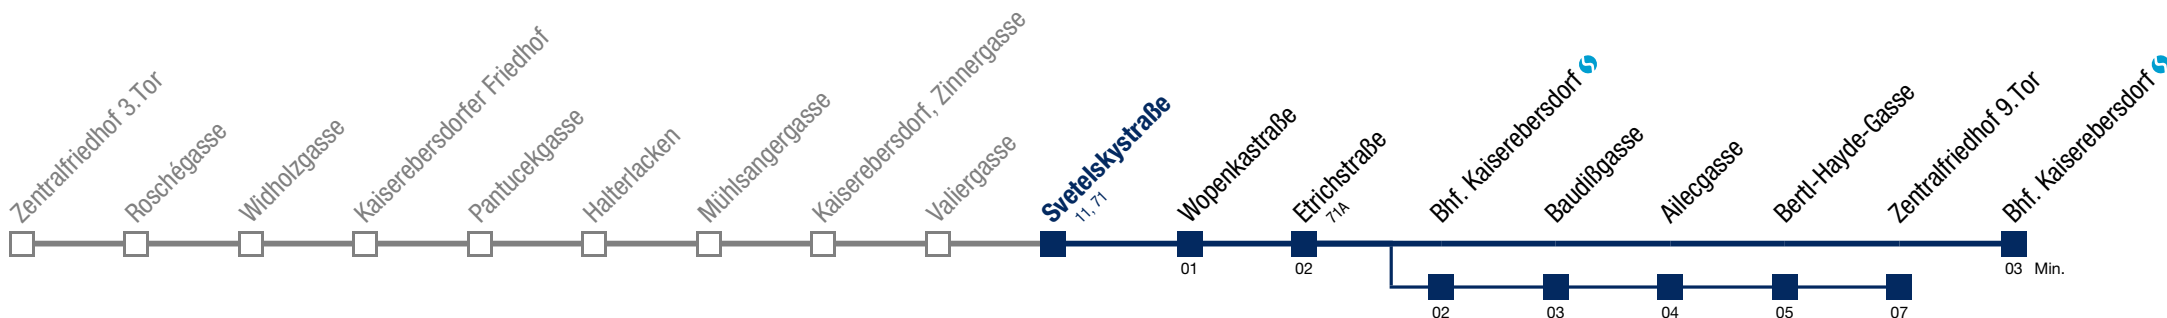 Zentralfriedhof 3.Tor
Roschégasse
Widholzgasse
Kaiserebersdorfer Friedhof
Pantucekgasse
Halterlacken
Mühlsangergasse
Kaiserebersdorf, Zinnergasse
Valiergasse
Svetelskystraße
11, 71
Wopenkastraße
Etrichstraße
71A
Bhf. Kaiserebersdorf
Baudißgasse
Ailecgasse
Bertl-Hayde-Gasse
Zentralfriedhof 9.Tor
Bhf. Kaiserebersdorf
01
02
03 Min.
02
03
04
05
07